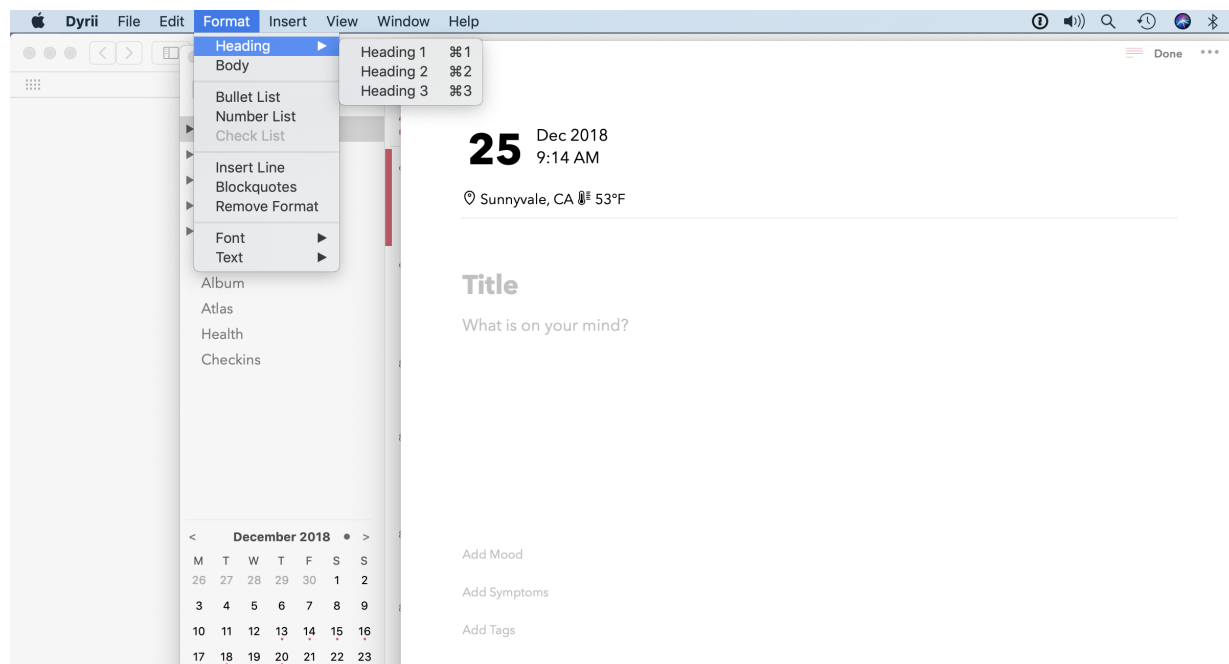 Dyrii File Edit Format Insert View Window Help
Heading
Body
Bullet List
Number List
Check List
Insert Line
Blockquotes
Remove Format
Font
Text
Heading 1 ⌘1
Heading 2 ⌘2
Heading 3 ⌘3
Album
Atlas
Health
Checkins
< December 2018 >
M T W T F S S
26 27 28 29 30 1 2
3 4 5 6 7 8 9
10 11 12 13 14 15 16
17 18 19 20 21 22 23
Done
25 Dec 2018
9:14 AM
Sunnyvale, CA 53°F
Title
What is on your mind?
Add Mood
Add Symptoms
Add Tags